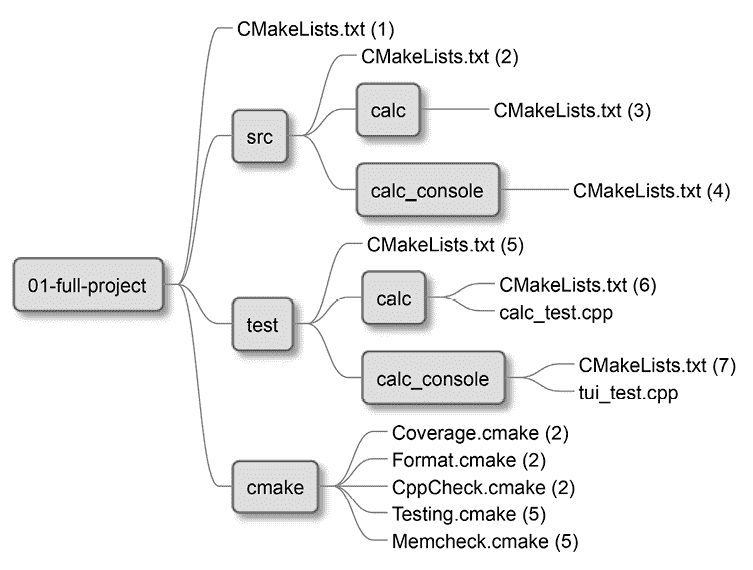 CMakeLists.txt (1)
CMakeLists.txt (2)
calc
CMakeLists.txt (3)
src
calc_console
CMakeLists.txt (4)
01-full-project
CMakeLists.txt (5)
calc
CMakeLists.txt (6)
calc_test.cpp
test
calc_console
CMakeLists.txt (7)
tui_test.cpp
cmake
Coverage.cmake (2)
Format.cmake (2)
CppCheck.cmake (2)
Testing.cmake (5)
Memcheck.cmake (5)